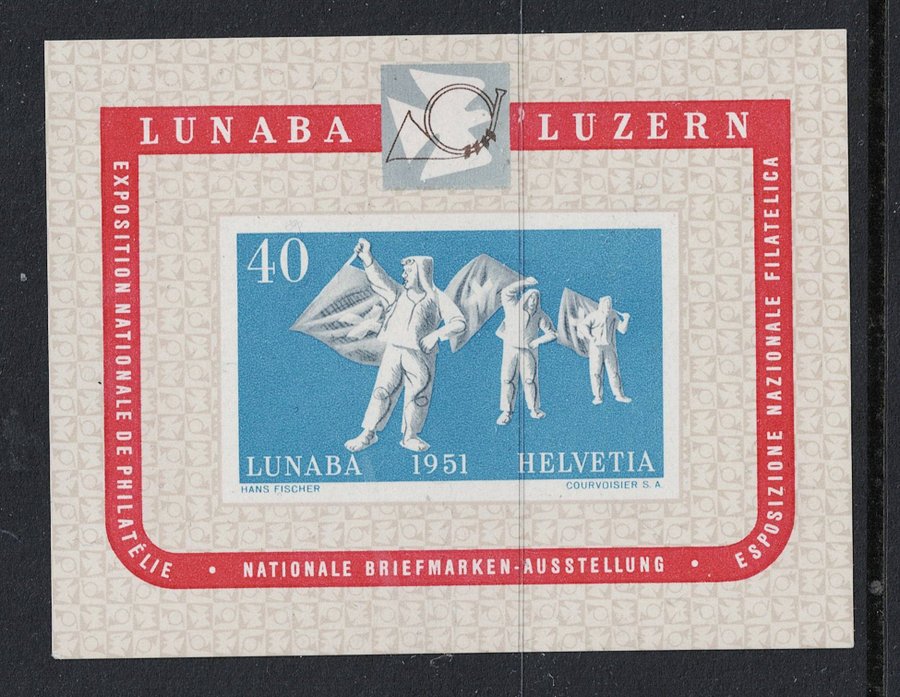 LUNABA LUZERN
EXPOSITION NATIONALE DE PHILATÉLIE
ESPOSIZIONE NAZIONALE FILATELICA
40
LUNABA 1951 HELVETIA
HANS FISCHER COURVOISIER S. A.
• NATIONALE BRIEFMARKEN-AUSSTELLUNG •